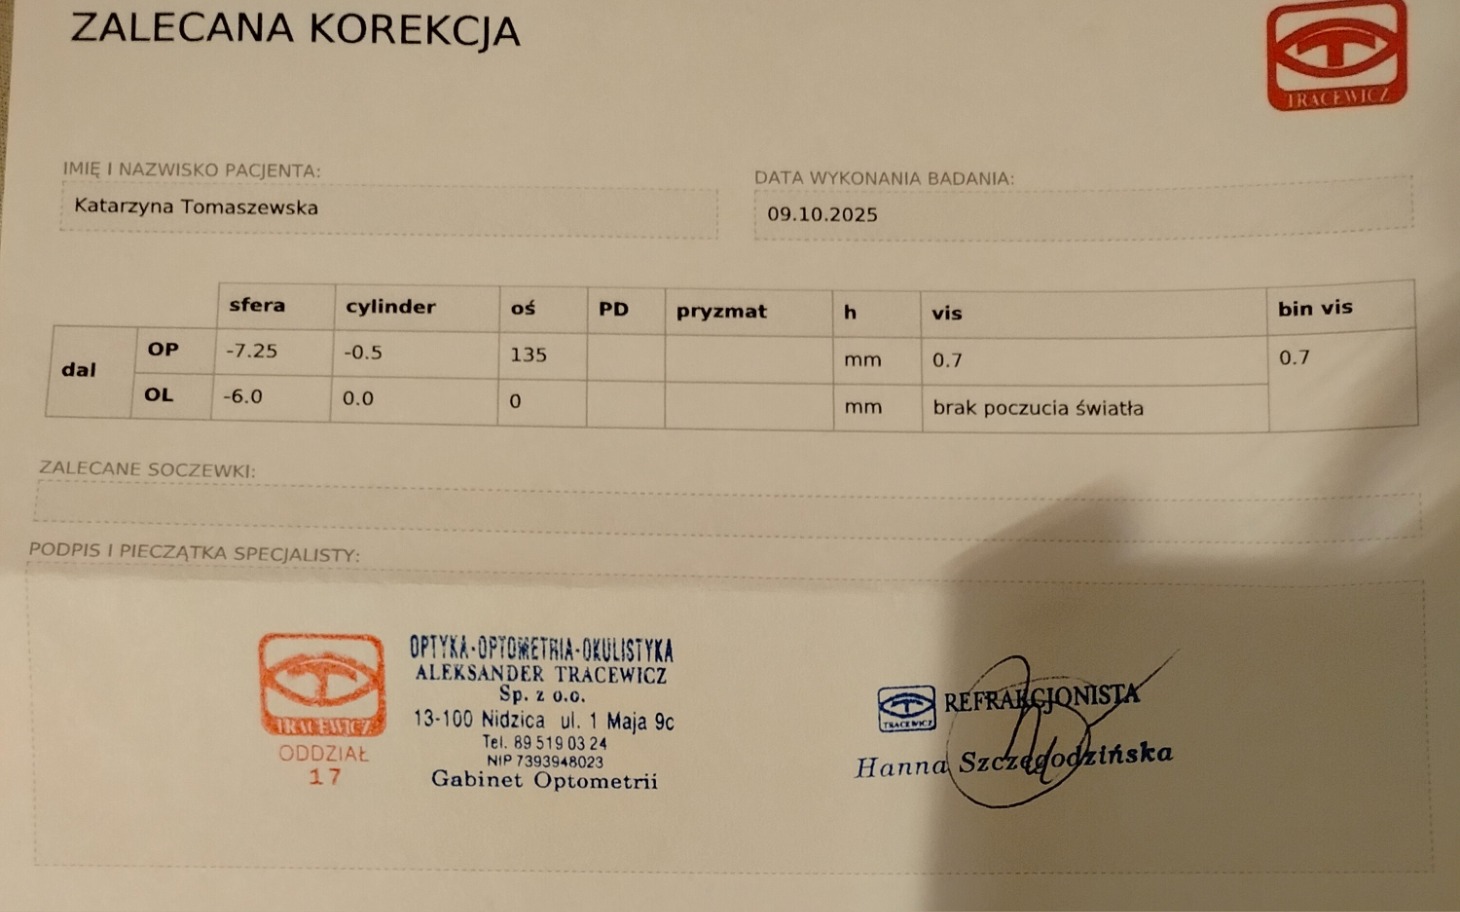 ZALECANA KOREKCJA
TRACEWICZ
IMIĘ I NAZWISKO PACJENTA:
Katarzyna Tomaszewska
DATA WYKONANIA BADANIA:
09.10.2025
sfera cylinder oś PD pryzmat h vis bin vis
dal OP -7.25 -0.5 135 mm 0.7 0.7
OL -6.0 0.0 0 mm brak poczucia światła
ZALECANE SOCZEWKI:
PODPIS I PIECZĄTKA SPECJALISTY:
TRACEWICZ
ODDZIAŁ
17
OPTYKA-OPTOMETRIA-OKULISTYKA
ALEKSANDER TRACEWICZ
Sp. z o.o.
13-100 Nidzica ul. 1 Maja 9c
Tel. 89 519 03 24
NIP 7393948023
Gabinet Optometrii
TRACEWICZ
REFRAKCJONISTA
Hanna Szczęgodzińska